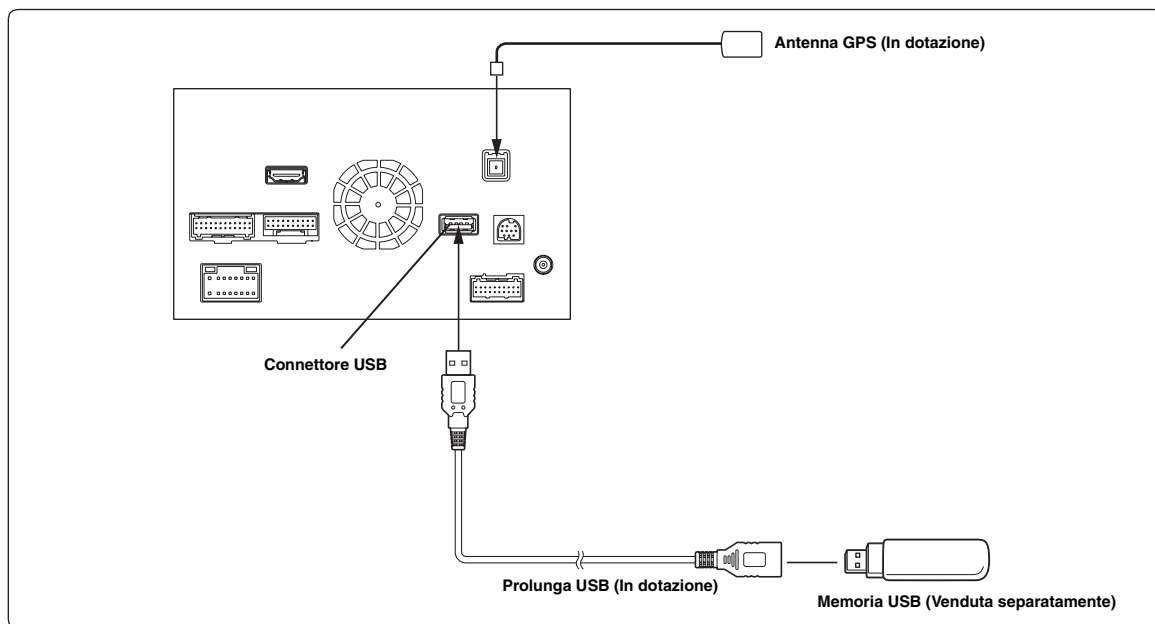 Antenna GPS (In dotazione)
Connettore USB
Prolunga USB (In dotazione)
Memoria USB (Venduta separatamente)